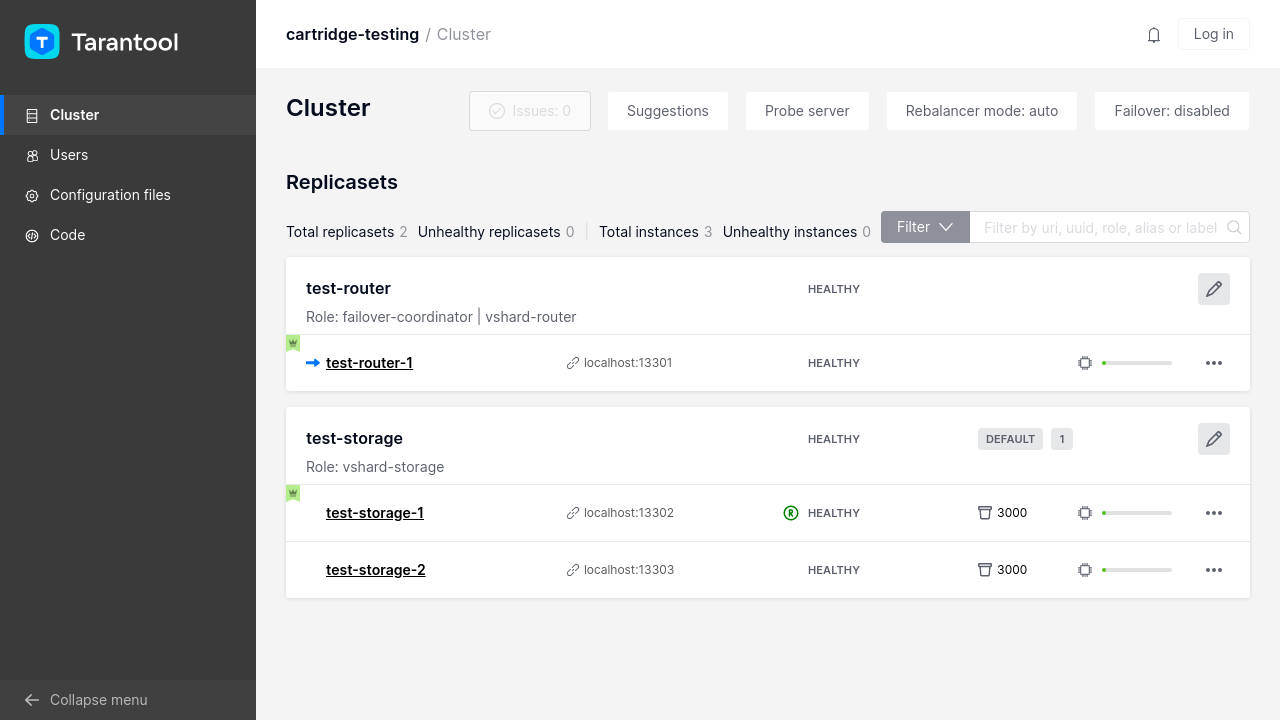 Tarantool
cartridge-testing / Cluster
Log in
Cluster
Users
Configuration files
Code
Collapse menu
Cluster
Issues: 0
Suggestions
Probe server
Rebalancer mode: auto
Failover: disabled
Replicasets
Total replicasets 2 Unhealthy replicasets 0 Total instances 3 Unhealthy instances 0
Filter
Filter by uri, uuid, role, alias or label
test-router HEALTHY
Role: failover-coordinator | vshard-router
test-router-1 localhost:13301 HEALTHY
test-storage HEALTHY DEFAULT 1
Role: vshard-storage
test-storage-1 localhost:13302 R HEALTHY 3000
test-storage-2 localhost:13303 HEALTHY 3000